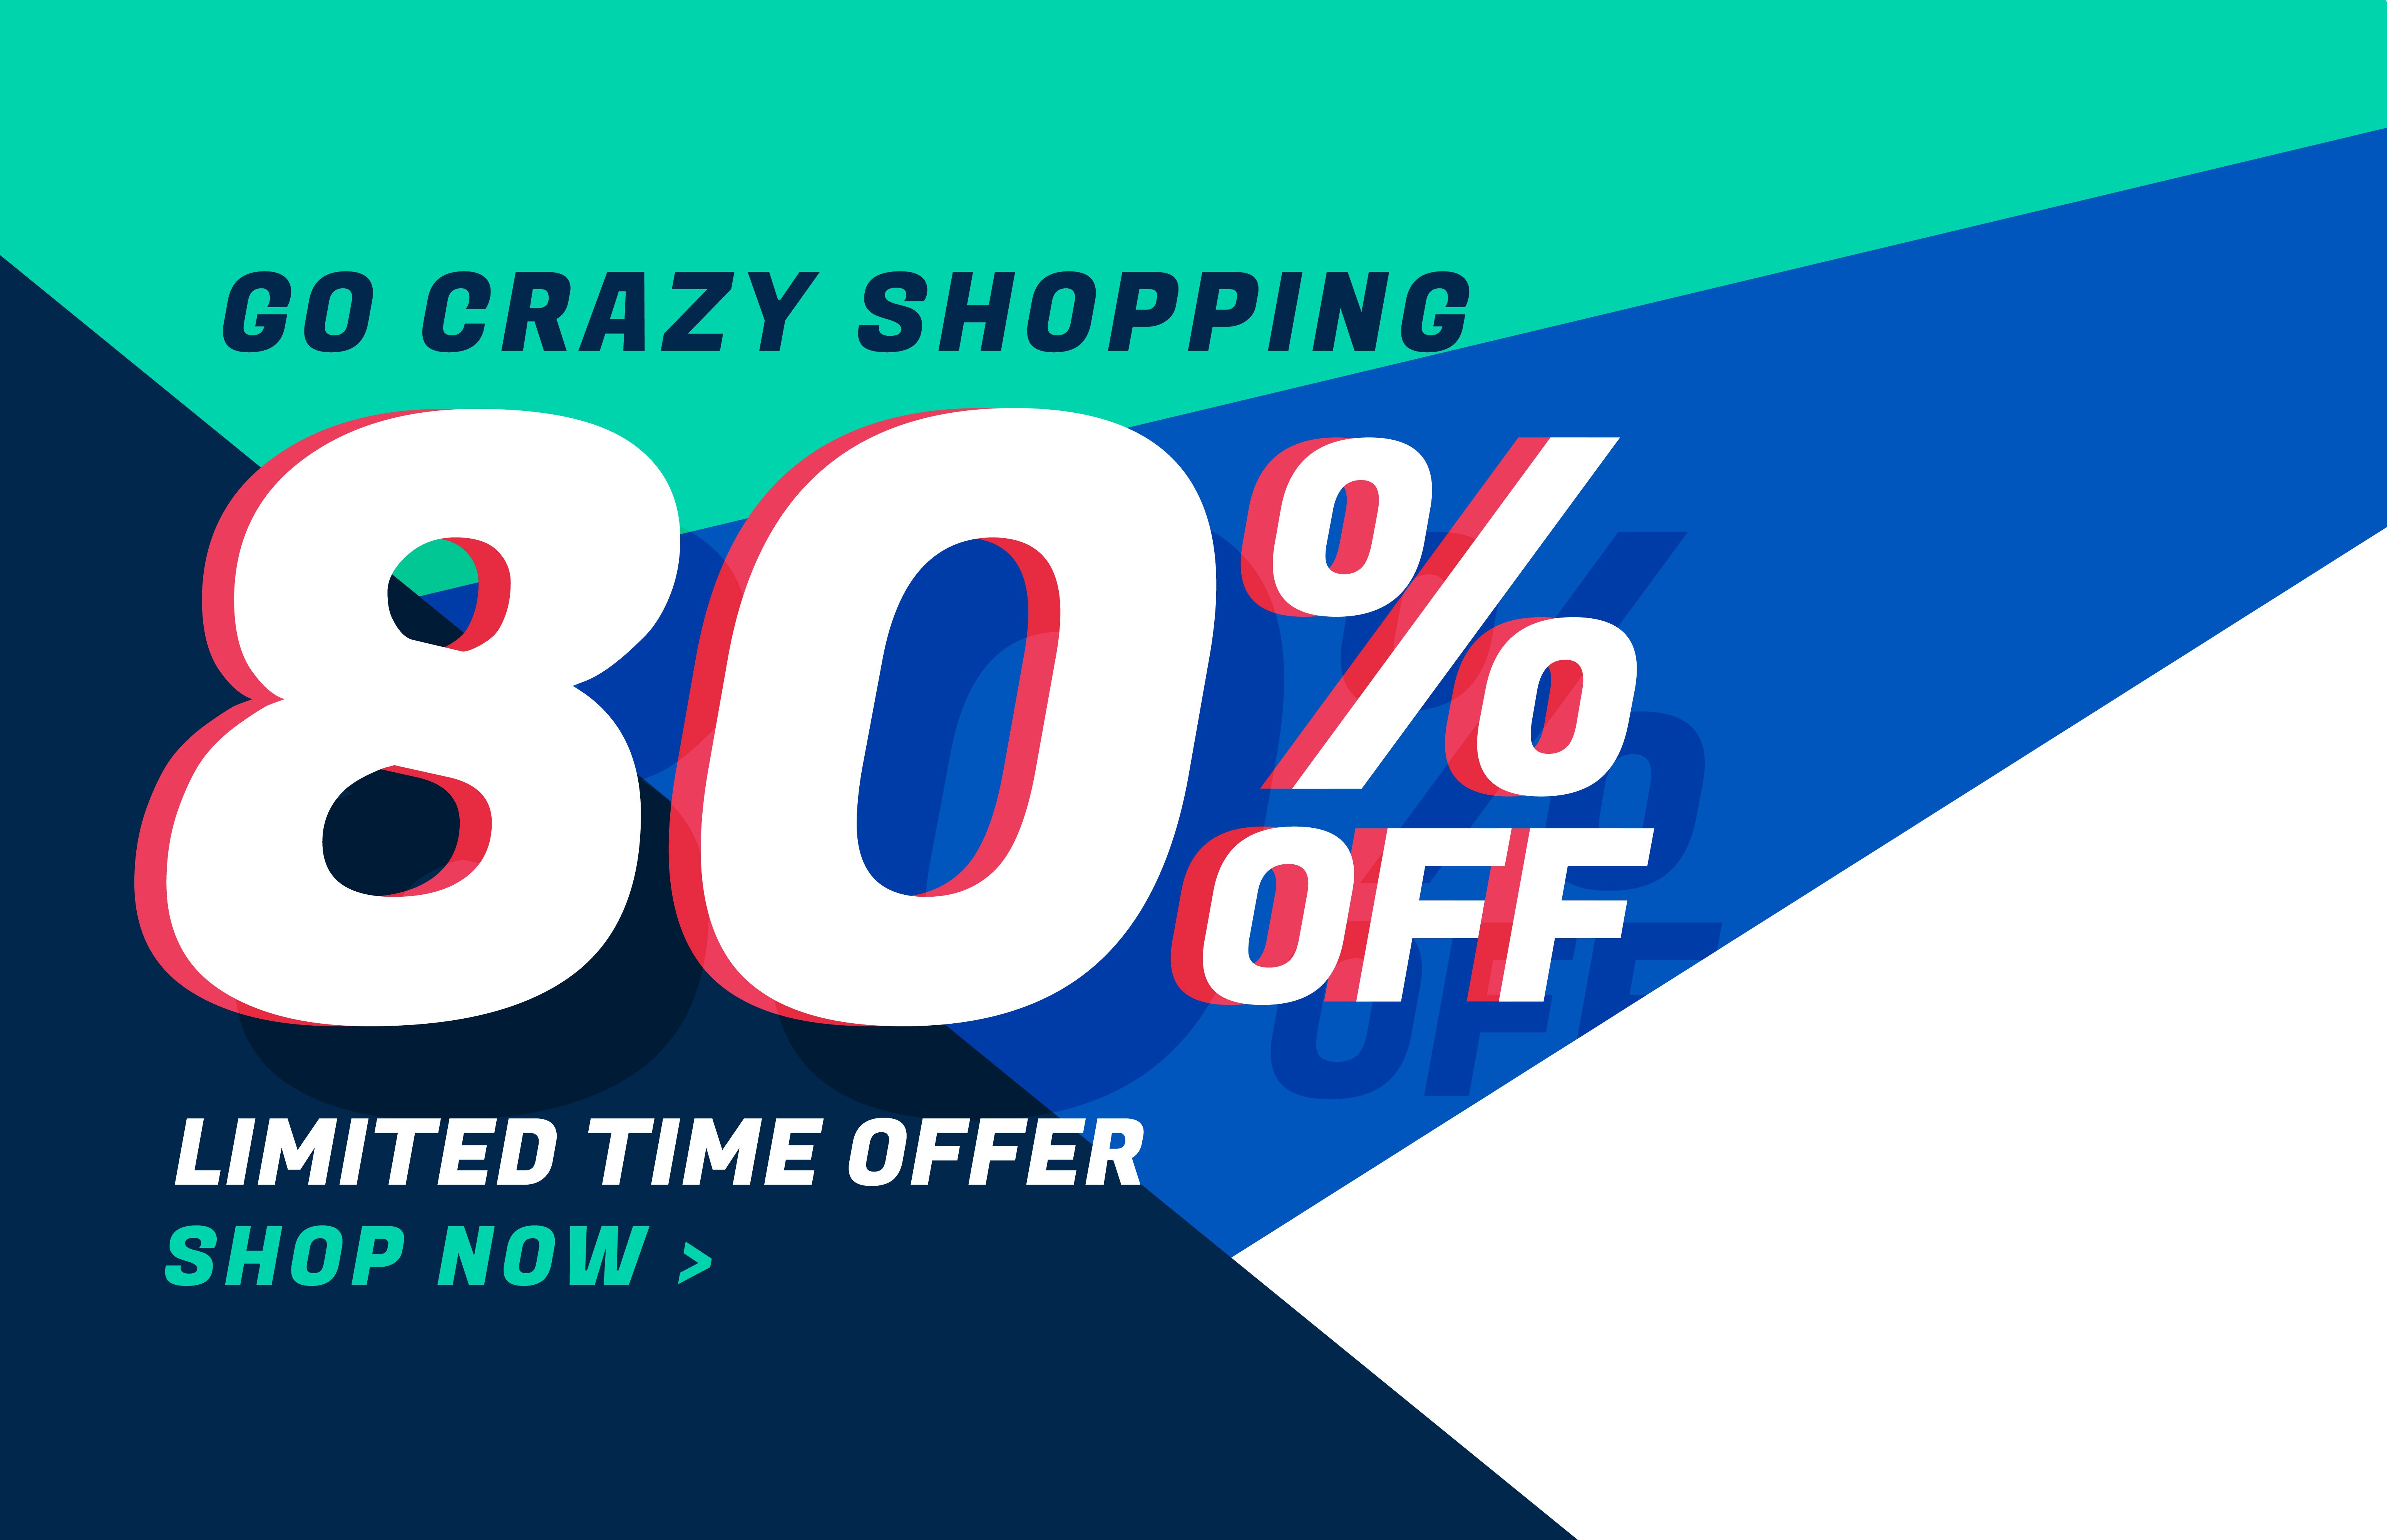 GO CRAZY SHOPPING
80%
OFF
LIMITED TIME OFFER
SHOP NOW >